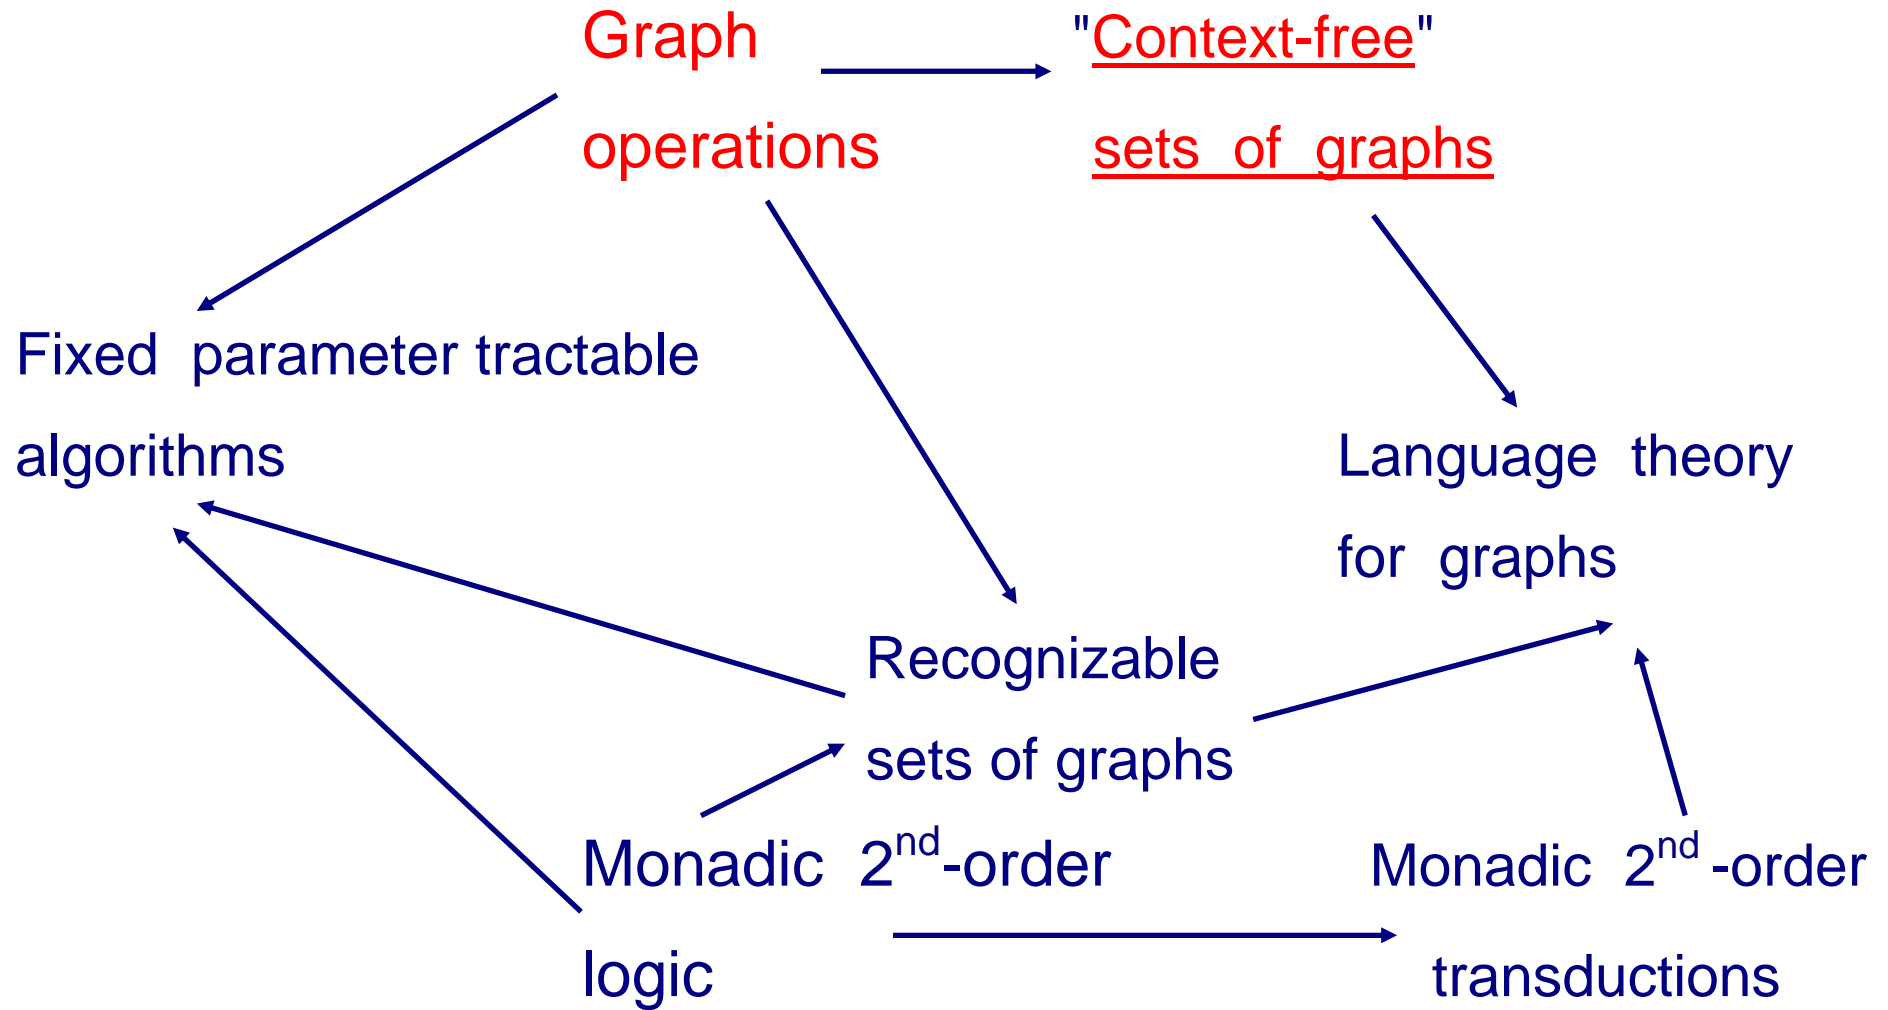 Graph
operations
"Context-free"
sets of graphs
Fixed parameter tractable
algorithms
Language theory
for graphs
Recognizable
sets of graphs
Monadic 2nd-order
logic
Monadic 2nd -order
transductions